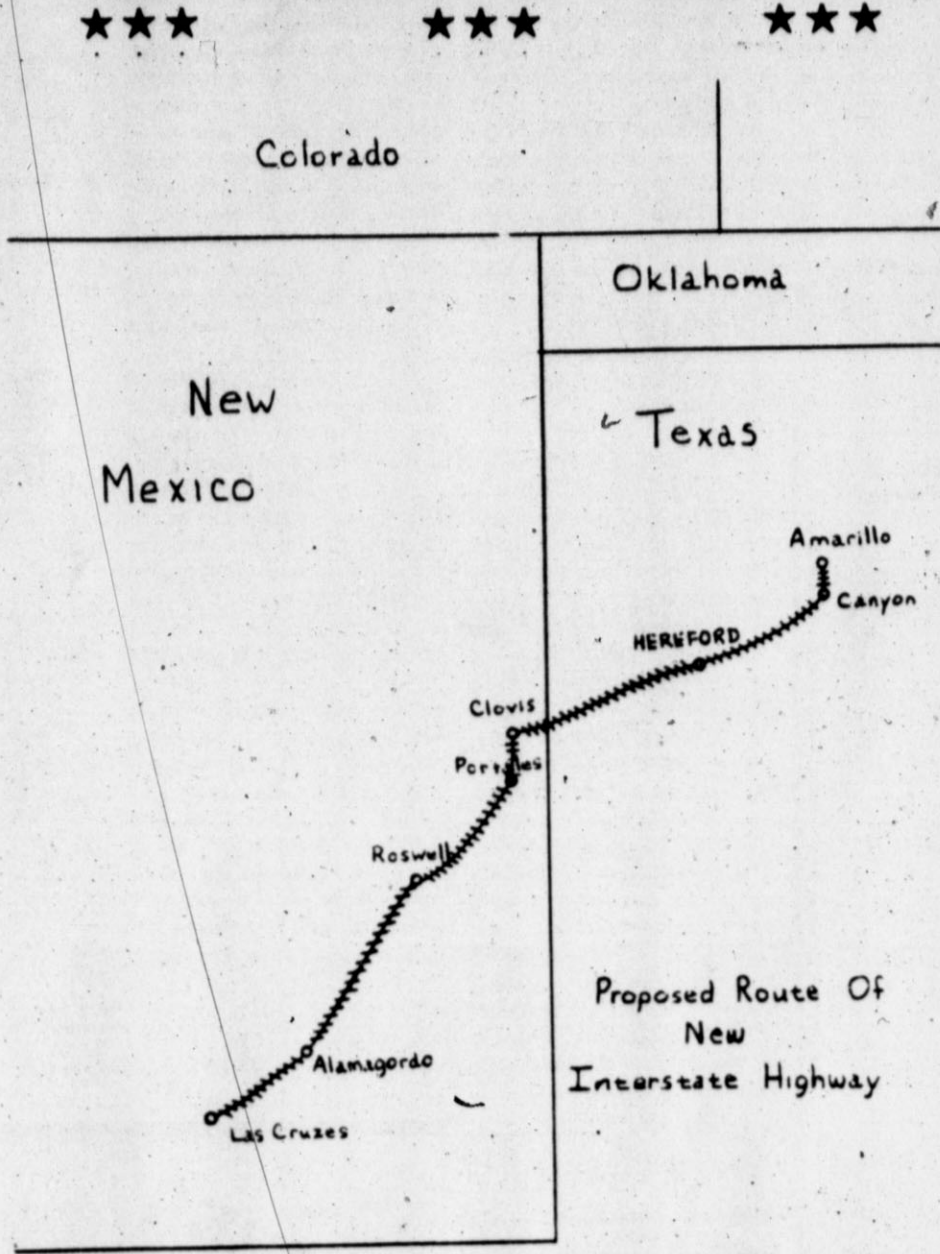 Colorado
Oklahoma
New
Mexico
Texas
Amarillo
Canyon
HEREFORD
Clovis
Portales
Roswell
Alamagordo
Las Cruzes
Proposed Route Of
New
Interstate Highway